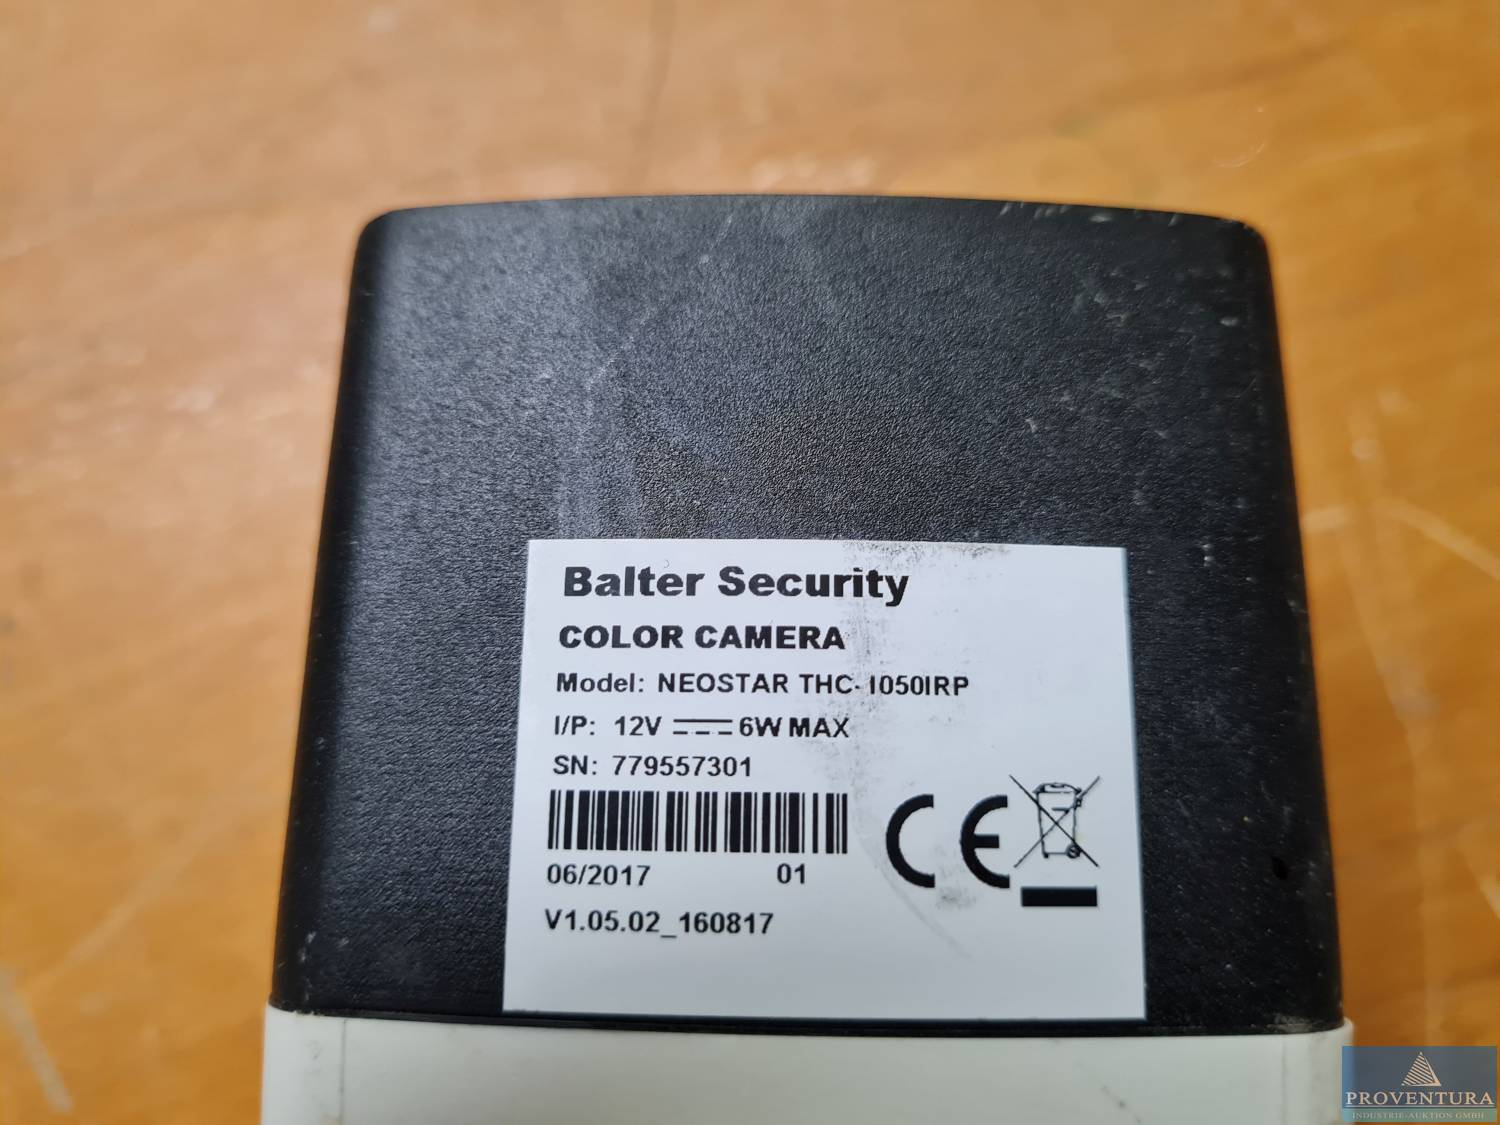 Balter Security
COLOR CAMERA
Model: NEOSTAR THC-1050IRP
I/P: 12V 6W MAX
SN: 779557301
CE
06/2017 01
V1.05.02_160817
PROVENTURA
INDUSTRIE-AUKTION GMBH